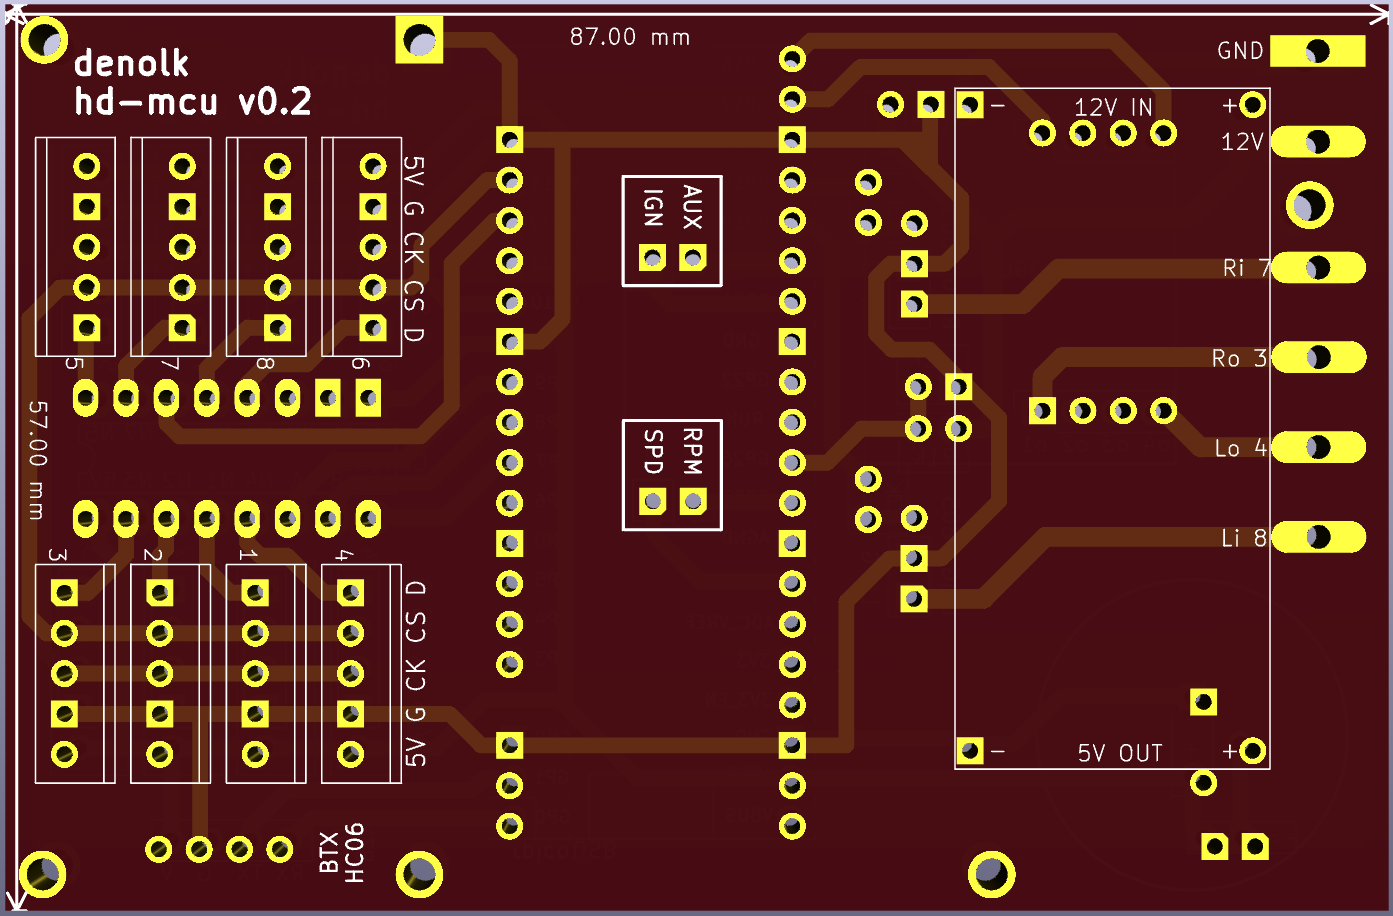 87.00 mm
denolk
hd-mcu v0.2
GND
12V
Ri 7
Ro 3
Lo 4
Li 8
- 12V IN +
- 5V OUT +
5V G CK CS D
5 7 8 6
57.00 mm
IGN AUX
SPD RPM
3 2 1 4
5V G CK CS D
BTX
HC06